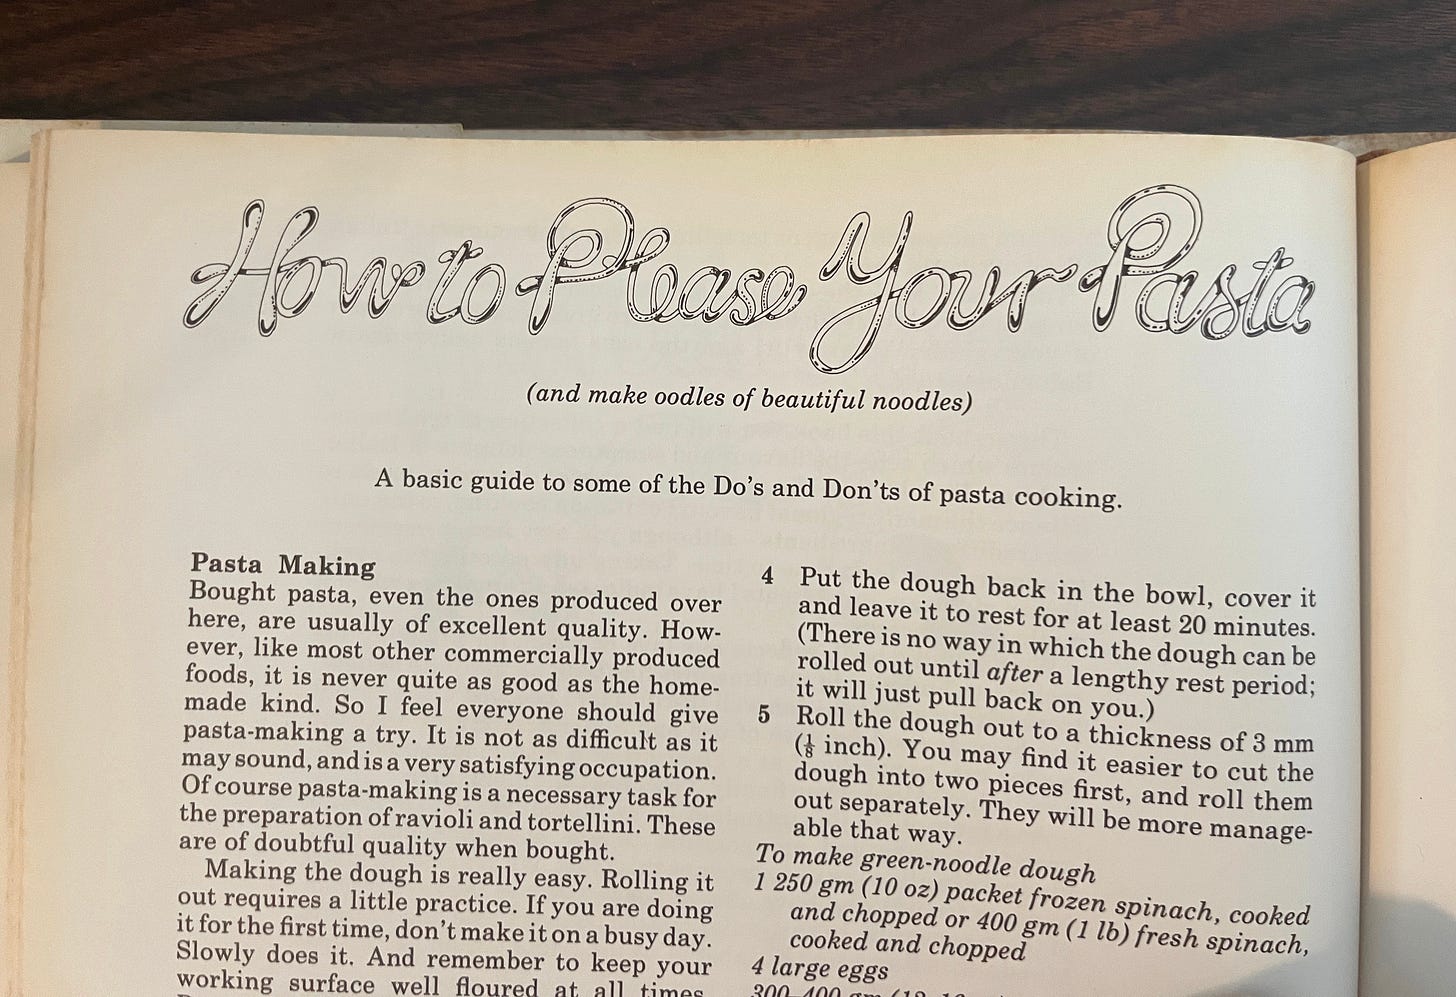 How to Please Your Pasta
(and make oodles of beautiful noodles)
A basic guide to some of the Do's and Don'ts of pasta cooking.
Pasta Making
Bought pasta, even the ones produced over
here, are usually of excellent quality. How-
ever, like most other commercially produced
foods, it is never quite as good as the home-
made kind. So I feel everyone should give
pasta-making a try. It is not as difficult as it
may sound, and is a very satisfying occupation.
Of course pasta-making is a necessary task for
the preparation of ravioli and tortellini. These
are of doubtful quality when bought.
Making the dough is really easy. Rolling it
out requires a little practice. If you are doing
it for the first time, don't make it on a busy day.
Slowly does it. And remember to keep your
working surface well floured at all times.
4 Put the dough back in the bowl, cover it
and leave it to rest for at least 20 minutes.
(There is no way in which the dough can be
rolled out until after a lengthy rest period;
it will just pull back on you.)
5 Roll the dough out to a thickness of 3 mm
(⅛ inch). You may find it easier to cut the
dough into two pieces first, and roll them
out separately. They will be more manage-
able that way.
To make green-noodle dough
1 250 gm (10 oz) packet frozen spinach, cooked
and chopped or 400 gm (1 lb) fresh spinach,
cooked and chopped
4 large eggs
300-400 gm